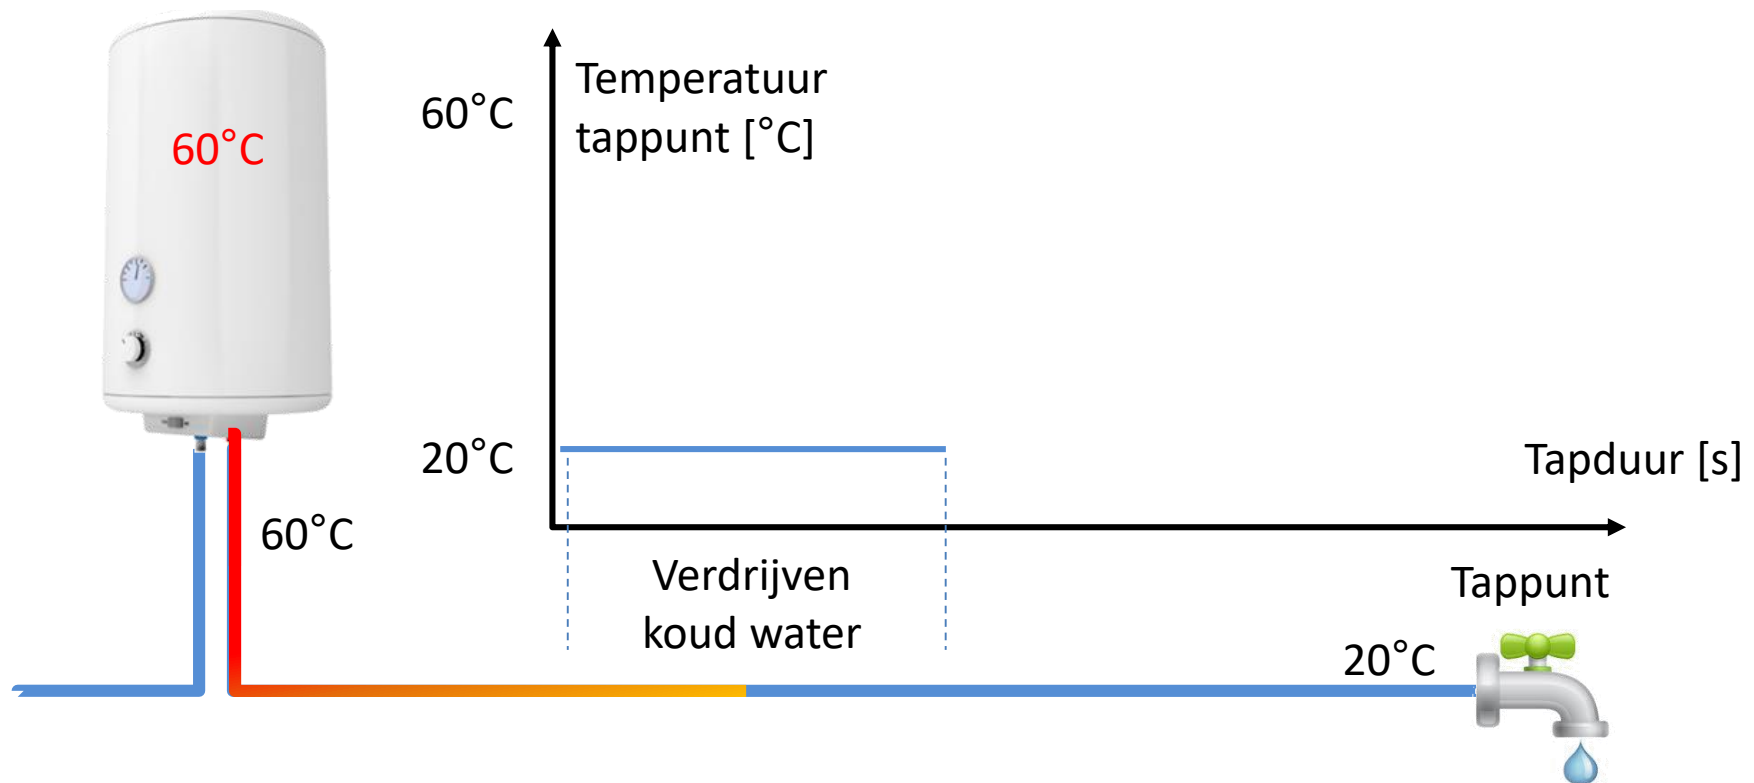 60°C
60°C
Temperatuur
tappunt [°C]
20°C
Tapduur [s]
60°C
Verdrijven
koud water
Tappunt
20°C